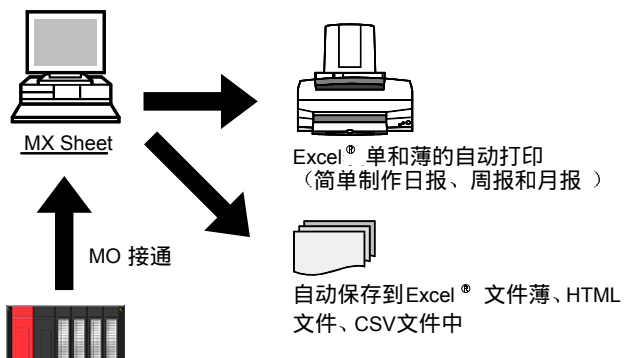 MX Sheet
Excel® 单和薄的自动打印
（简单制作日报、周报和月报 ）
MO 接通
自动保存到Excel ® 文件薄、HTML
文件、CSV文件中